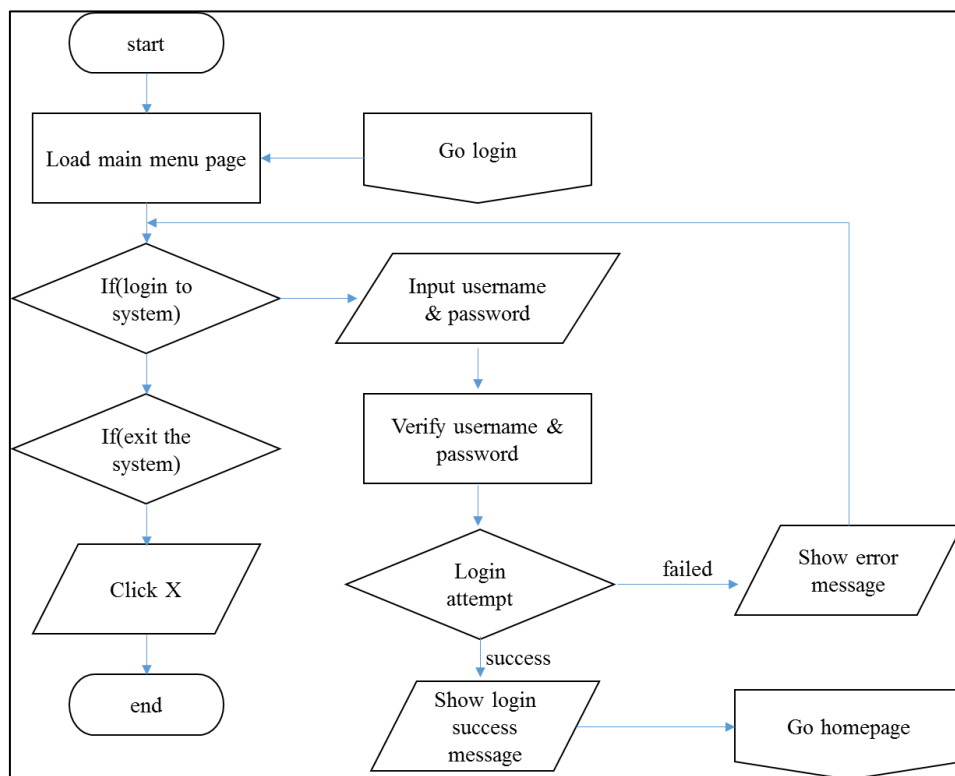 start
Load main menu page
Go login
If(login to
system)
Input username
& password
If(exit the
system)
Verify username &
password
Click X
Login
attempt
failed
Show error
message
success
end
Show login
success
message
Go homepage